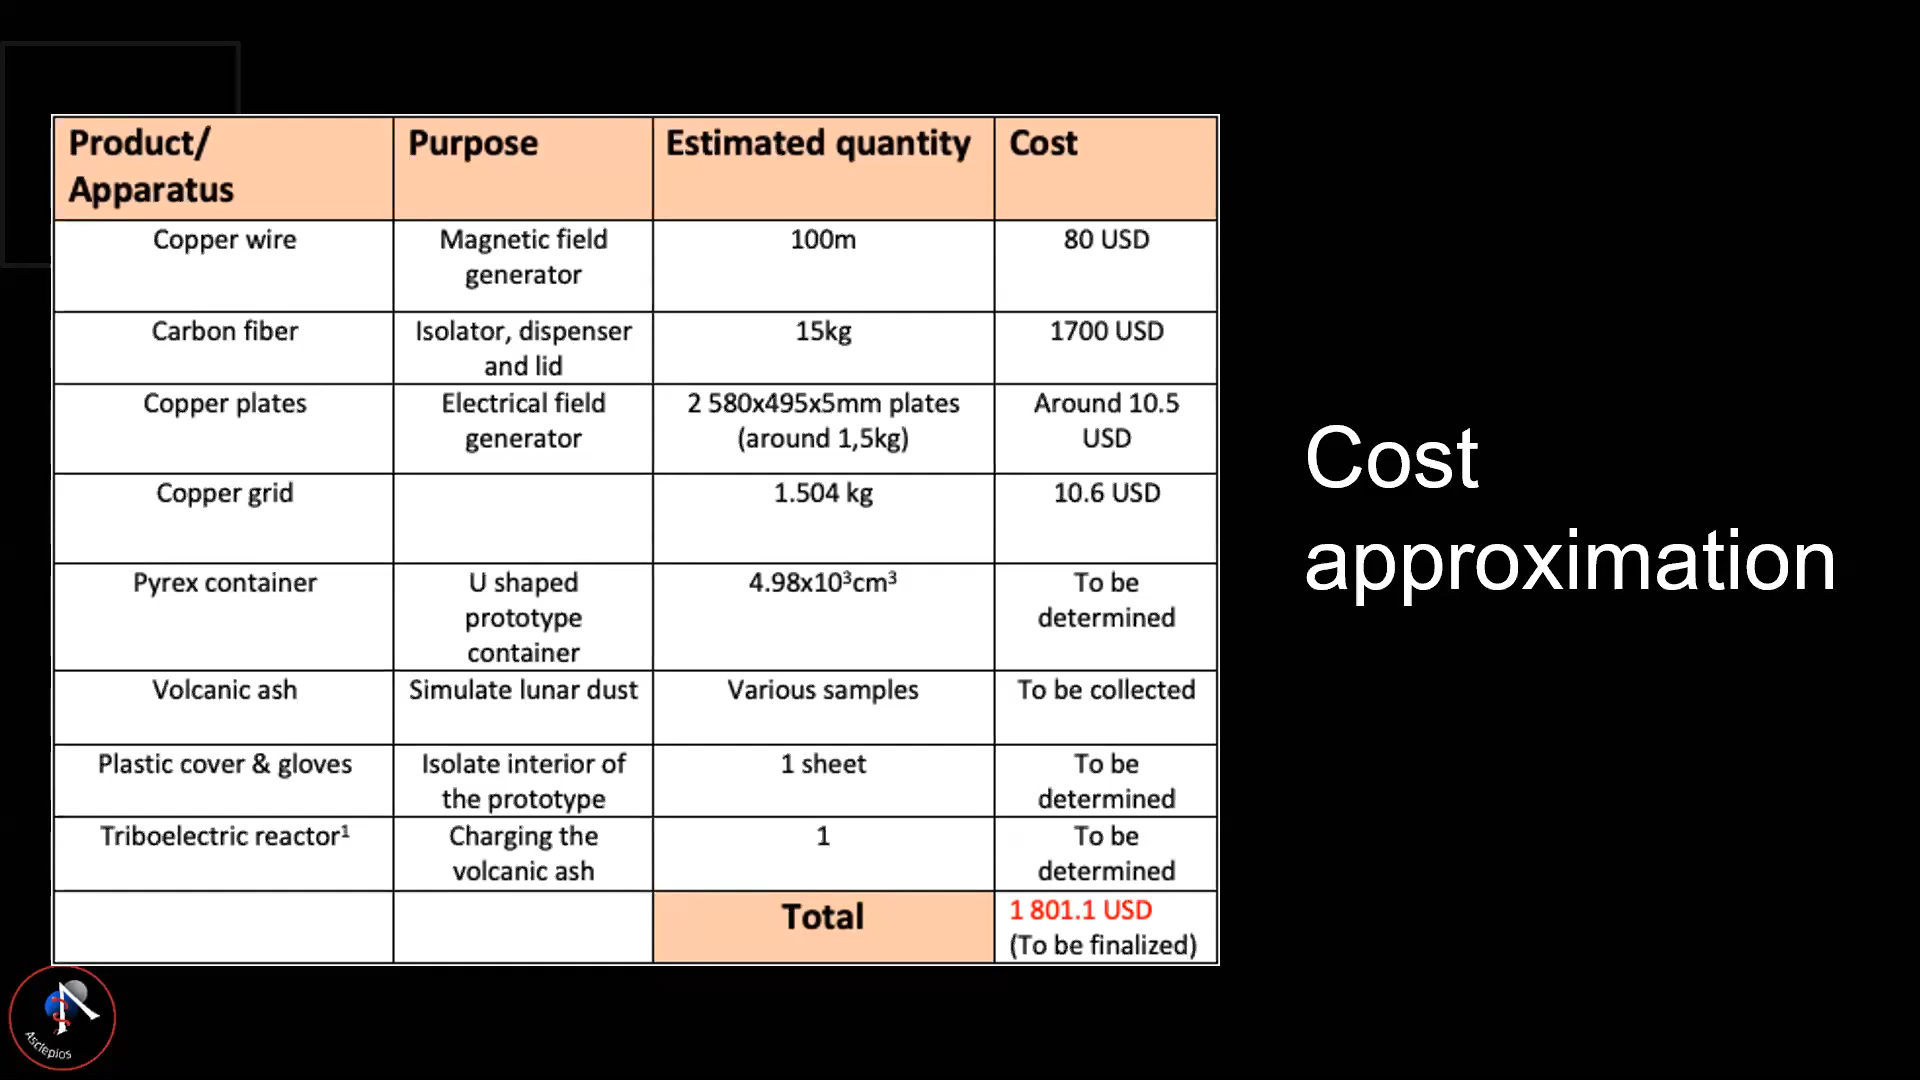 Product/
Apparatus
Purpose
Estimated quantity
Cost
Copper wire
Magnetic field
generator
100m
80 USD
Carbon fiber
Isolator, dispenser
and lid
15kg
1700 USD
Copper plates
Electrical field
generator
2 580x495x5mm plates
(around 1,5kg)
Around 10.5
USD
Copper grid
1.504 kg
10.6 USD
Pyrex container
U shaped
prototype
container
4.98x10³cm³
To be
determined
Volcanic ash
Simulate lunar dust
Various samples
To be collected
Plastic cover & gloves
Isolate interior of
the prototype
1 sheet
To be
determined
Triboelectric reactor¹
Charging the
volcanic ash
1
To be
determined
Total
1 801.1 USD
(To be finalized)
Cost
approximation
Asclepios